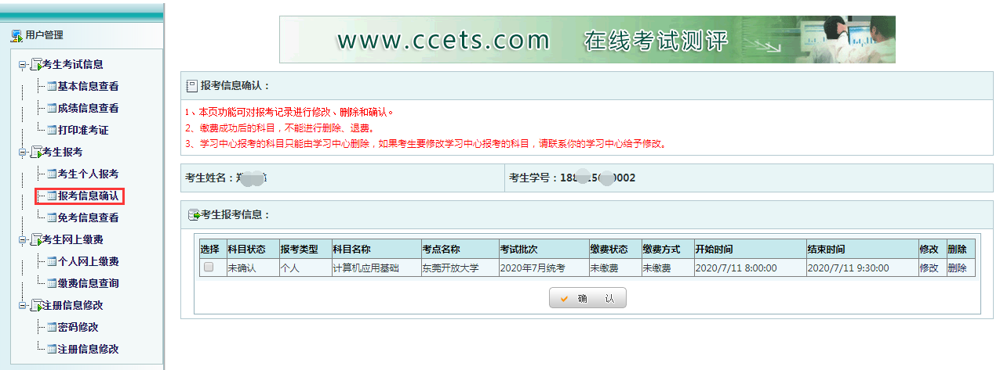 用户管理
考生考试信息
基本信息查看
成绩信息查看
打印准考证
考生报考
考生个人报考
报考信息确认
免考信息查看
考生网上缴费
个人网上缴费
缴费信息查询
注册信息修改
密码修改
注册信息修改
www.ccets.com 在线考试测评
报考信息确认：
1、本页功能可对报考记录进行修改、删除和确认。
2、缴费成功后的科目，不能进行删除、退费。
3、学习中心报考的科目只能由学习中心删除，如果考生要修改学习中心报考的科目，请联系你的学习中心给予修改。
考生姓名： 考生学号：
考生报考信息：
选择 科目状态 报考类型 科目名称 考点名称 考试批次 缴费状态 缴费方式 开始时间 结束时间 修改 删除
未确认 个人 计算机应用基础 东莞开放大学 2020年7月统考 未缴费 未缴费 2020/7/11 8:00:00 2020/7/11 9:30:00 修改 删除
确 认